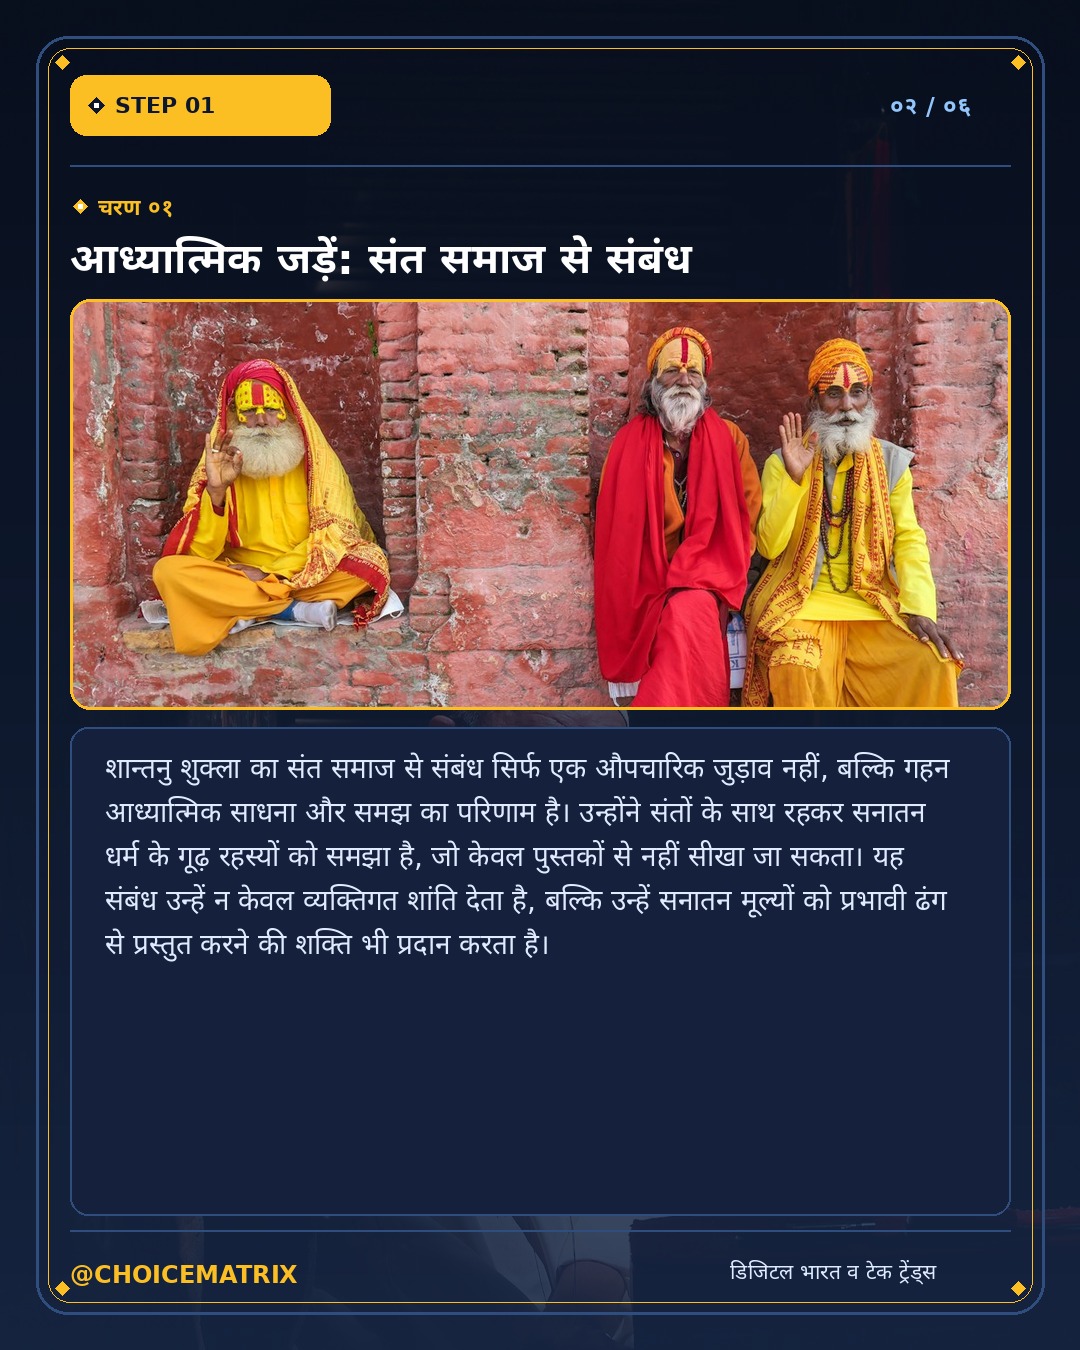 STEP 01
०२ / ०६
चरण ०१
आध्यात्मिक जड़ें: संत समाज से संबंध
शान्तनु शुक्ला का संत समाज से संबंध सिर्फ एक औपचारिक जुड़ाव नहीं, बल्कि गहन
आध्यात्मिक साधना और समझ का परिणाम है। उन्होंने संतों के साथ रहकर सनातन
धर्म के गूढ़ रहस्यों को समझा है, जो केवल पुस्तकों से नहीं सीखा जा सकता। यह
संबंध उन्हें न केवल व्यक्तिगत शांति देता है, बल्कि उन्हें सनातन मूल्यों को प्रभावी ढंग
से प्रस्तुत करने की शक्ति भी प्रदान करता है।
@CHOICEMATRIX
डिजिटल भारत व टेक ट्रेंड्स